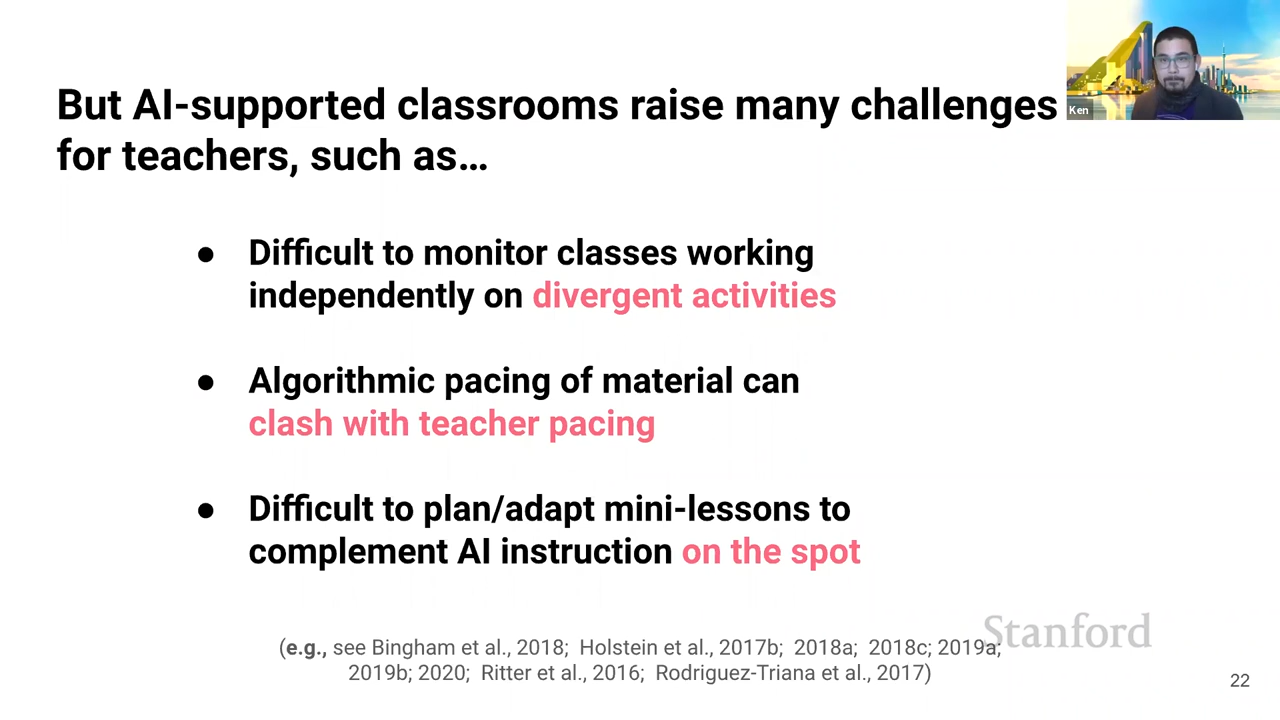 But AI-supported classrooms raise many challenges
for teachers, such as…
Ken
● Difficult to monitor classes working
independently on divergent activities
● Algorithmic pacing of material can
clash with teacher pacing
● Difficult to plan/adapt mini-lessons to
complement AI instruction on the spot
Stanford
(e.g., see Bingham et al., 2018; Holstein et al., 2017b; 2018a; 2018c; 2019a;
2019b; 2020; Ritter et al., 2016; Rodriguez-Triana et al., 2017)
22